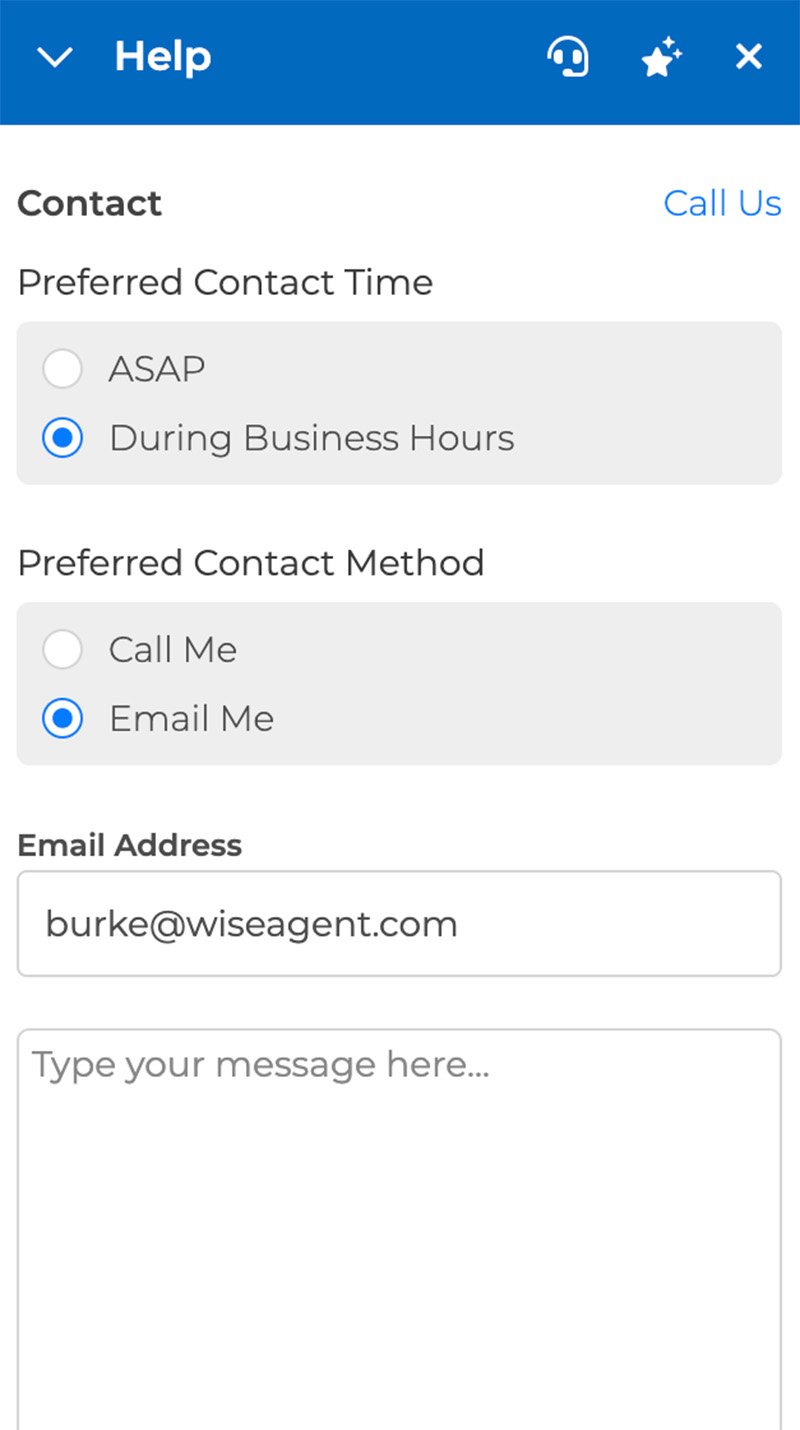 Help
Contact
Call Us
Preferred Contact Time
ASAP
During Business Hours
Preferred Contact Method
Call Me
Email Me
Email Address
burke@wiseagent.com
Type your message here...